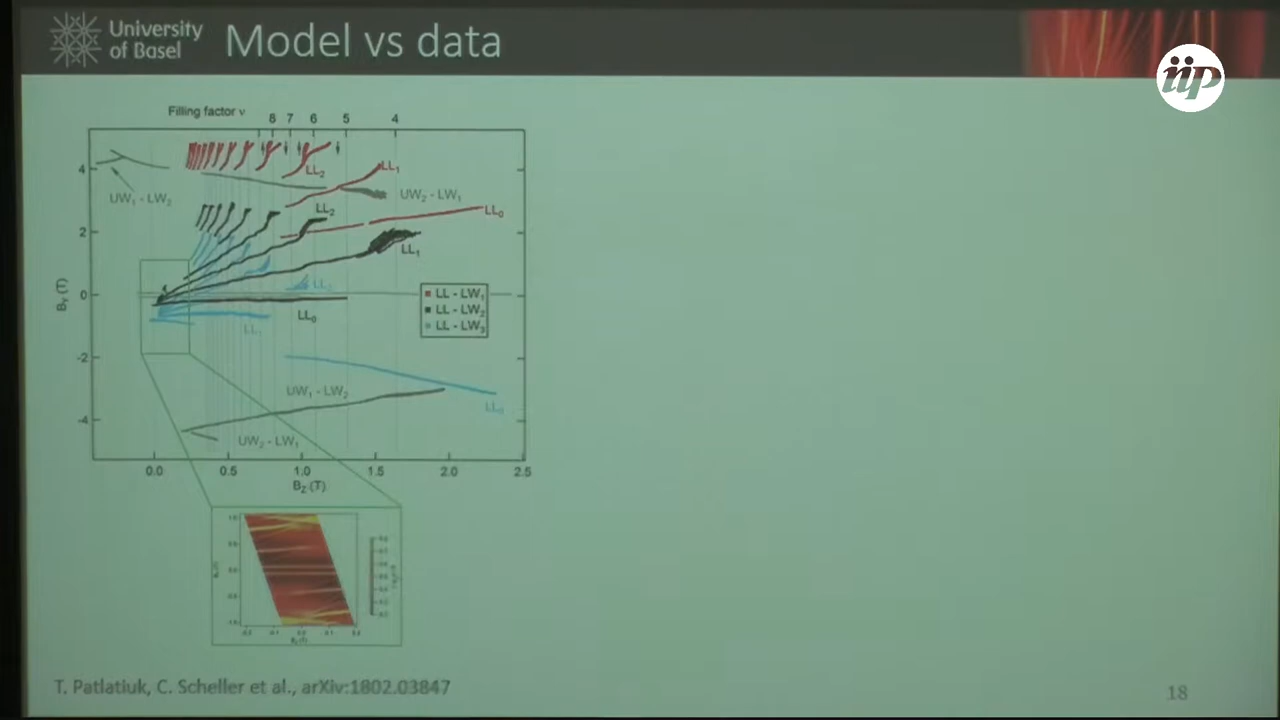 University
of Basel
Model vs data
iip
Filling factor ν
8 7 6 5 4
4
2
0
-2
-4
B_Y (T)
UW₁ - LW₂
LL₂
LL₁
UW₂ - LW₁
LL₀
LL₂
LL₁
LL₀
LL - LW₁
LL - LW₂
LL - LW₃
UW₁ - LW₂
UW₂ - LW₁
0.0 0.5 1.0 1.5 2.0 2.5
B_Z (T)
T. Patlatiuk, C. Scheller et al., arXiv:1802.03847
18